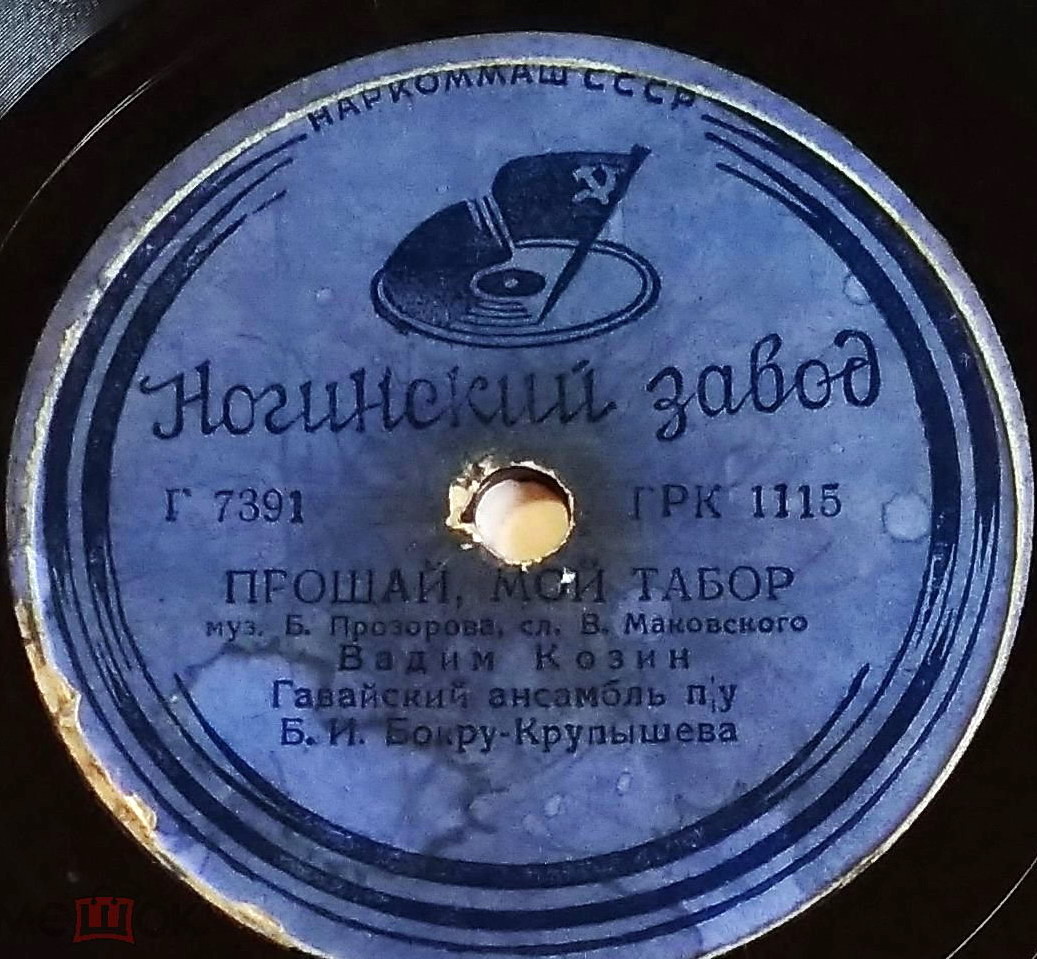 НАРКОММАШ СССР
Ногинский завод
Г 7391 ГРК 1115
ПРОЩАЙ, МОЙ ТАБОР
муз. Б. Прозорова, сл. В. Маковского
Вадим Козин
Гавайский ансамбль п/у
Б. И. Бокру-Крупышева
мешок